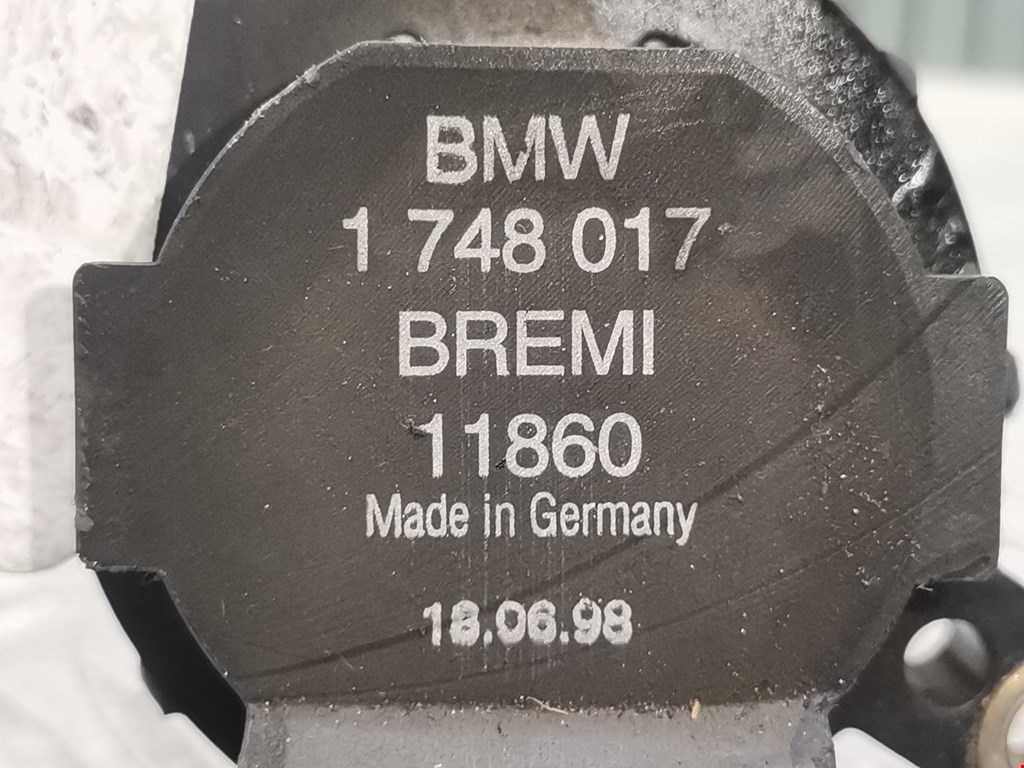 BMW
1 748 017
BREMI
11860
Made in Germany
18.06.98